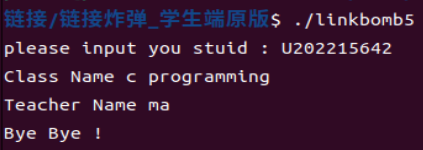 链接/链接炸弹_学生端原版$ ./linkbomb5
please input you stuid : U202215642
Class Name c programming
Teacher Name ma
Bye Bye !